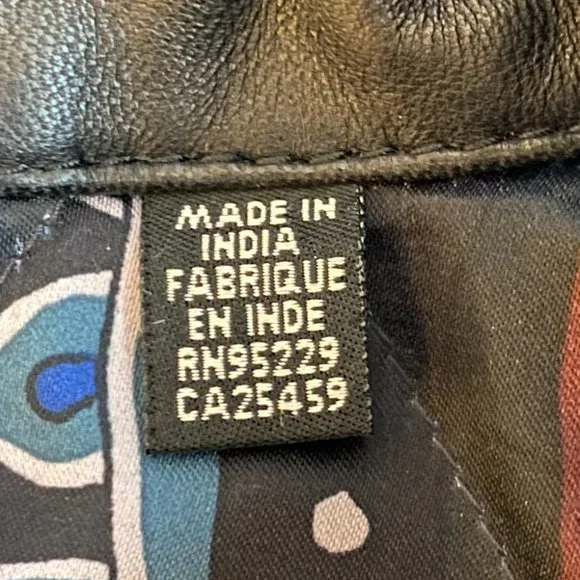 MADE IN
INDIA
FABRIQUE
EN INDE
RN95229
CA25459